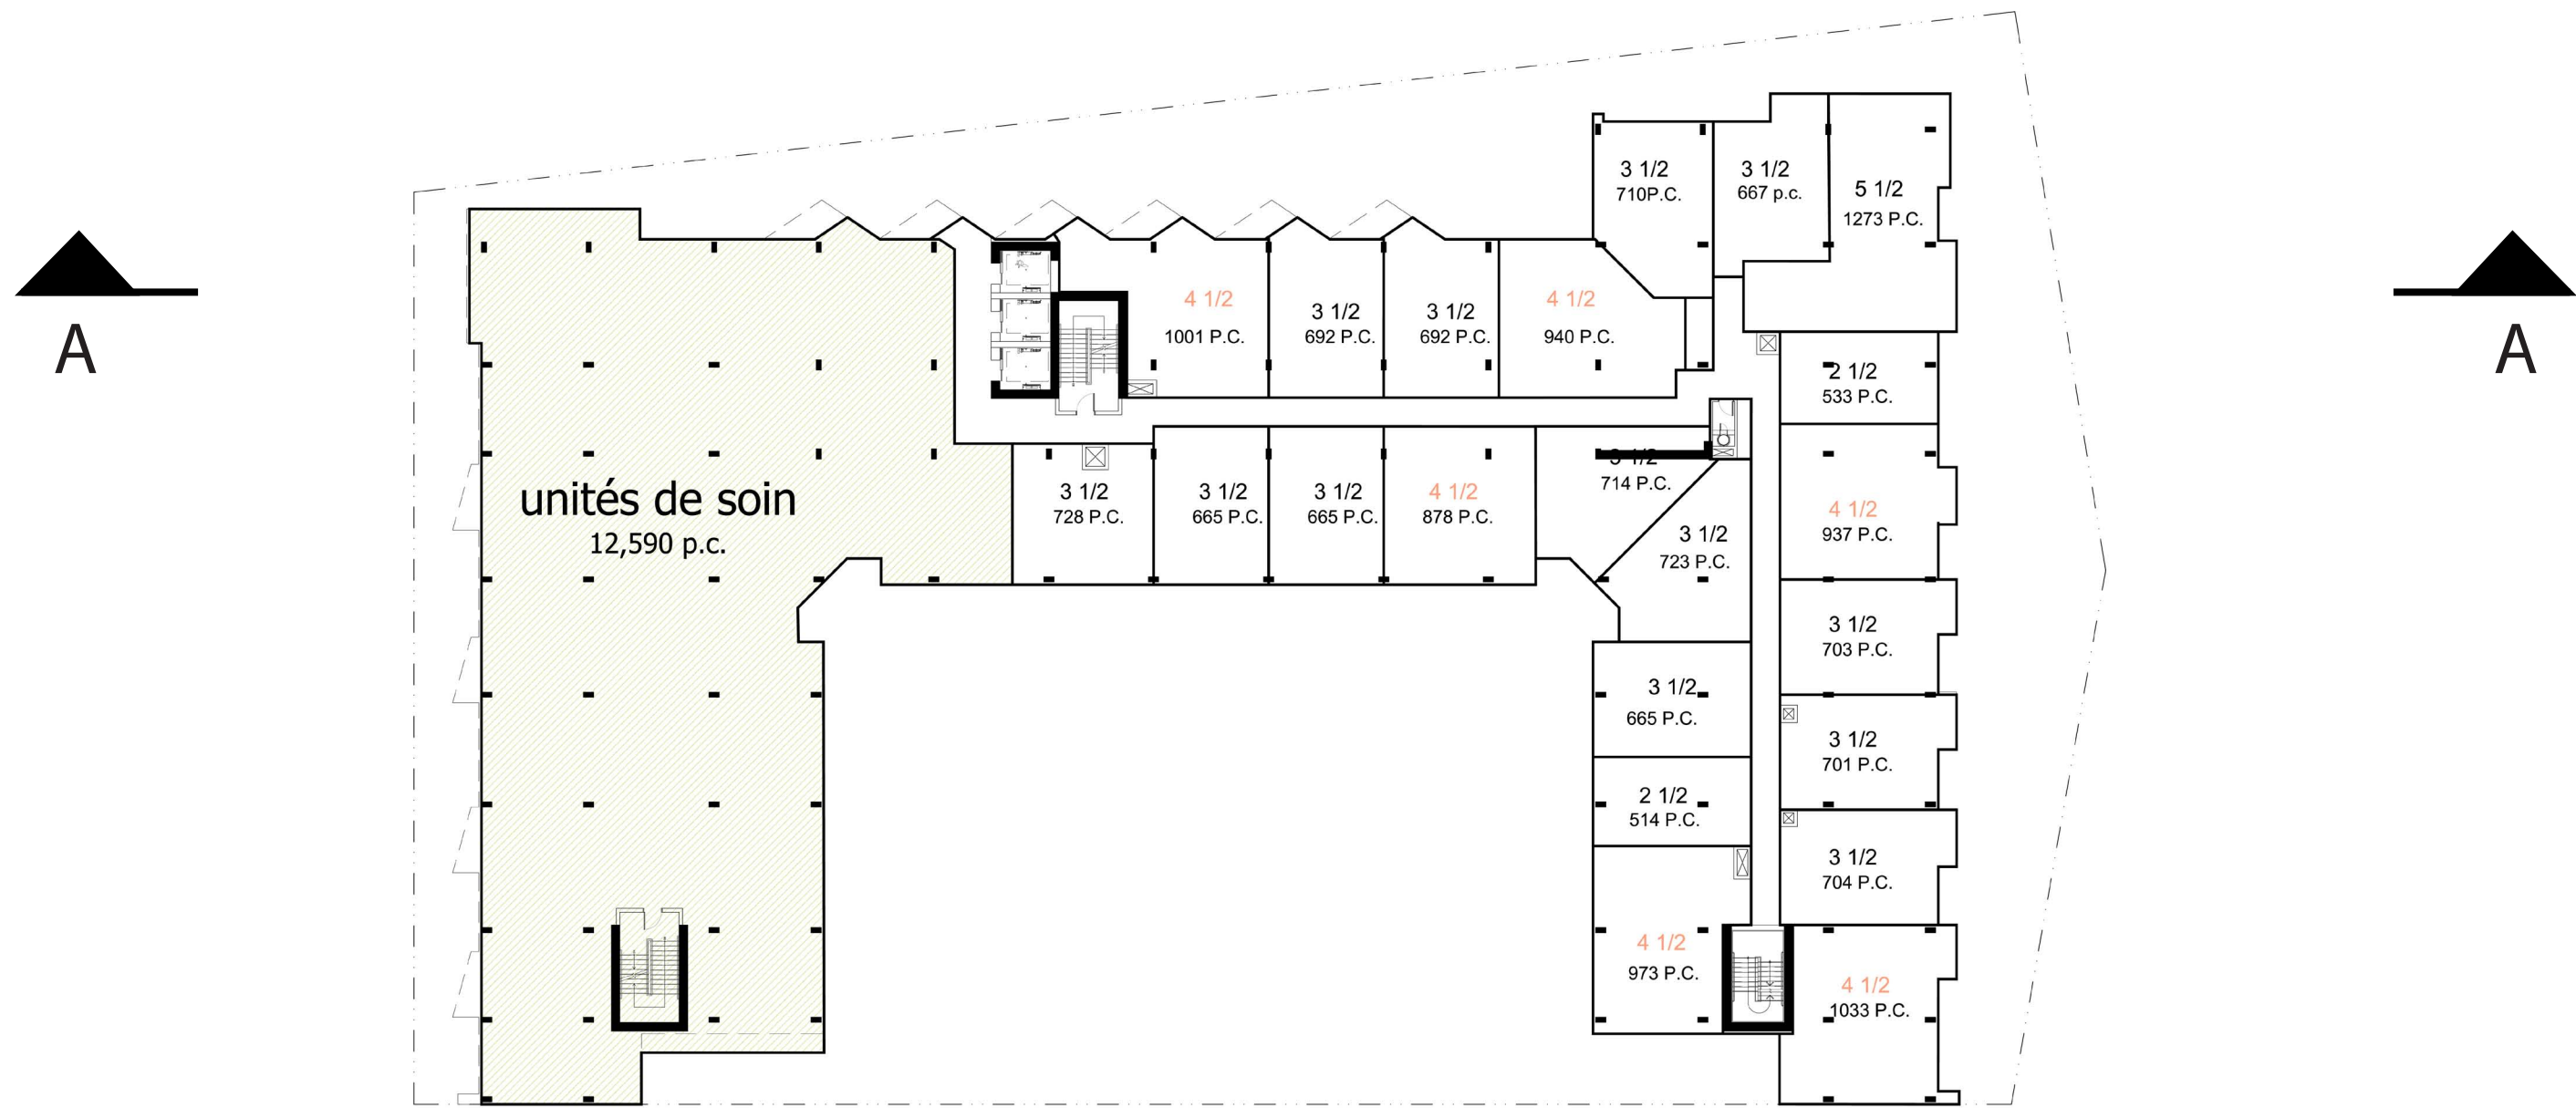 A
A
3 1/2
710P.C.
3 1/2
667 p.c.
5 1/2
1273 P.C.
4 1/2
1001 P.C.
3 1/2
692 P.C.
3 1/2
692 P.C.
4 1/2
940 P.C.
2 1/2
533 P.C.
unités de soin
12,590 p.c.
3 1/2
728 P.C.
3 1/2
665 P.C.
3 1/2
665 P.C.
4 1/2
878 P.C.
3 1/2
714 P.C.
3 1/2
723 P.C.
4 1/2
937 P.C.
3 1/2
703 P.C.
3 1/2
665 P.C.
3 1/2
701 P.C.
2 1/2
514 P.C.
3 1/2
704 P.C.
4 1/2
973 P.C.
4 1/2
1033 P.C.